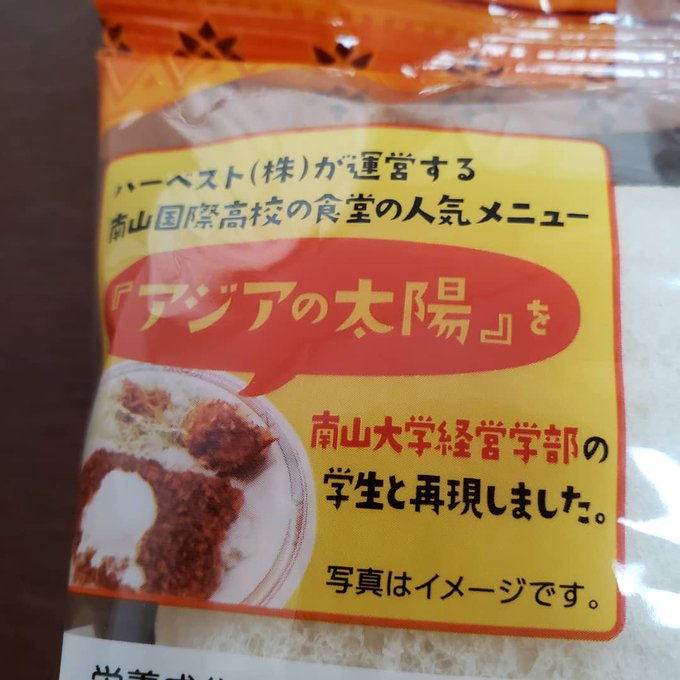 ハーベスト(株)が運営する
南山国際高校の食堂の人気メニュー
『アジアの太陽』を
南山大学経営学部の
学生と再現しました。
写真はイメージです。